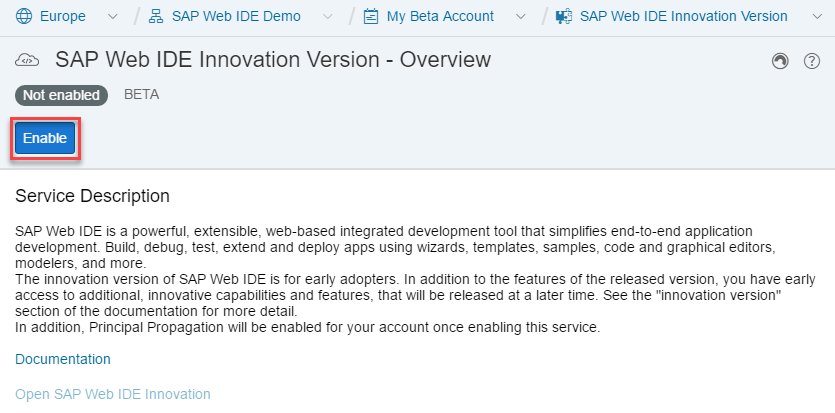 Europe / SAP Web IDE Demo / My Beta Account / SAP Web IDE Innovation Version
SAP Web IDE Innovation Version - Overview
Not enabled BETA
Enable
Service Description
SAP Web IDE is a powerful, extensible, web-based integrated development tool that simplifies end-to-end application
development. Build, debug, test, extend and deploy apps using wizards, templates, samples, code and graphical editors,
modelers, and more.
The innovation version of SAP Web IDE is for early adopters. In addition to the features of the released version, you have early
access to additional, innovative capabilities and features, that will be released at a later time. See the "innovation version"
section of the documentation for more detail.
In addition, Principal Propagation will be enabled for your account once enabling this service.
Documentation
Open SAP Web IDE Innovation